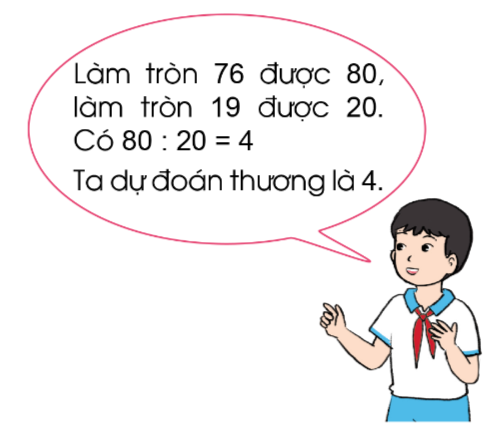 Làm tròn 76 được 80,
làm tròn 19 được 20.
Có 80 : 20 = 4
Ta dự đoán thương là 4.